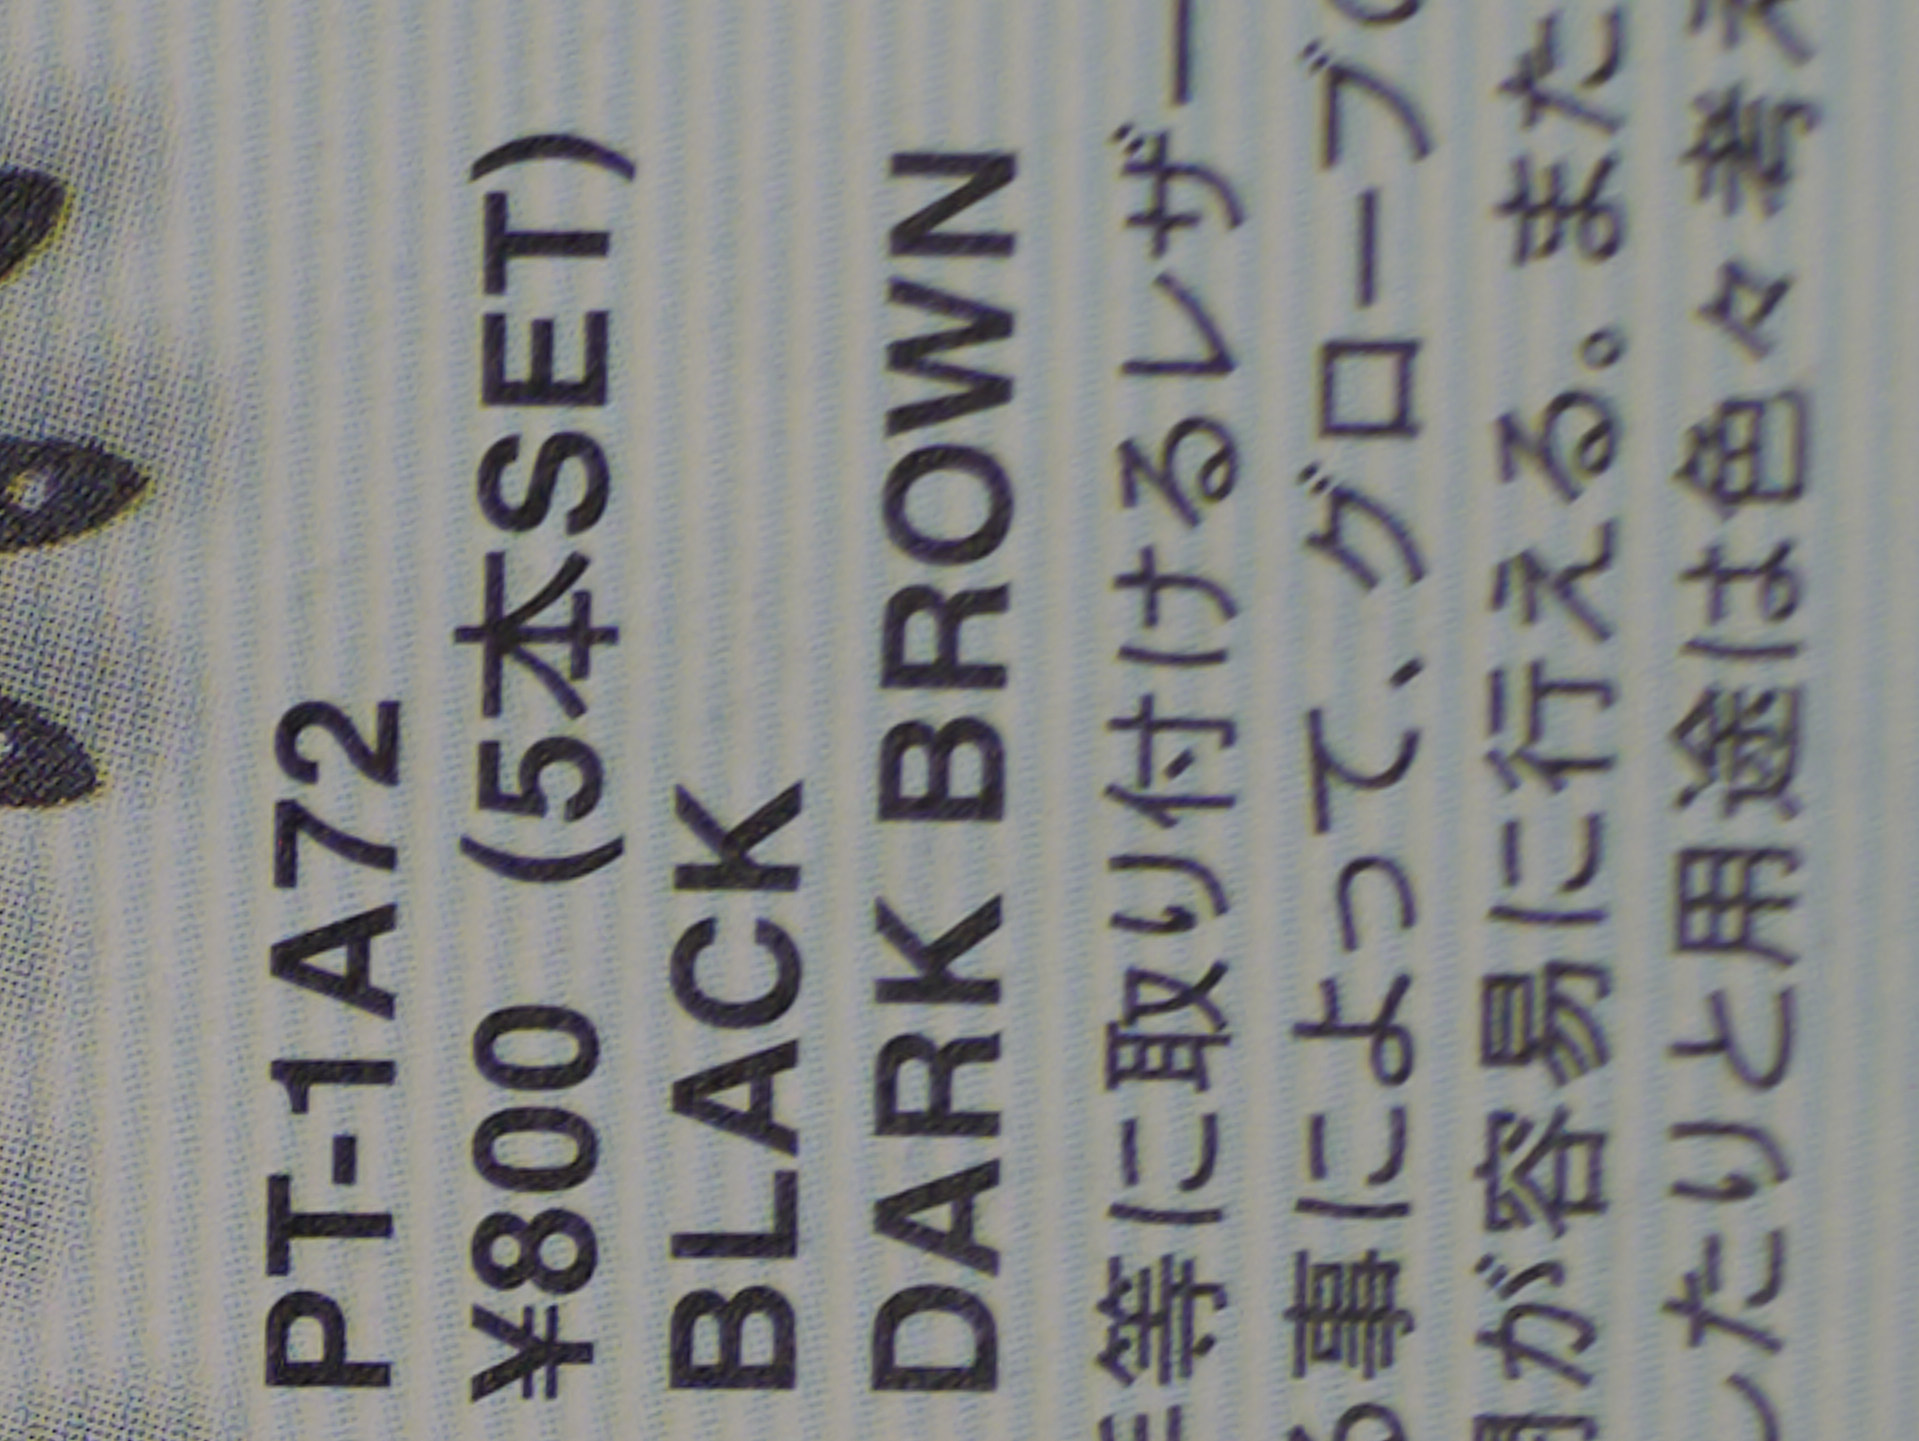 PT-1A72
¥800 (5本SET)
BLACK
DARK BROWN
等に取り付けるレザー
事によって、グローブ
が容易に行える。また
したりと用途は色々考え